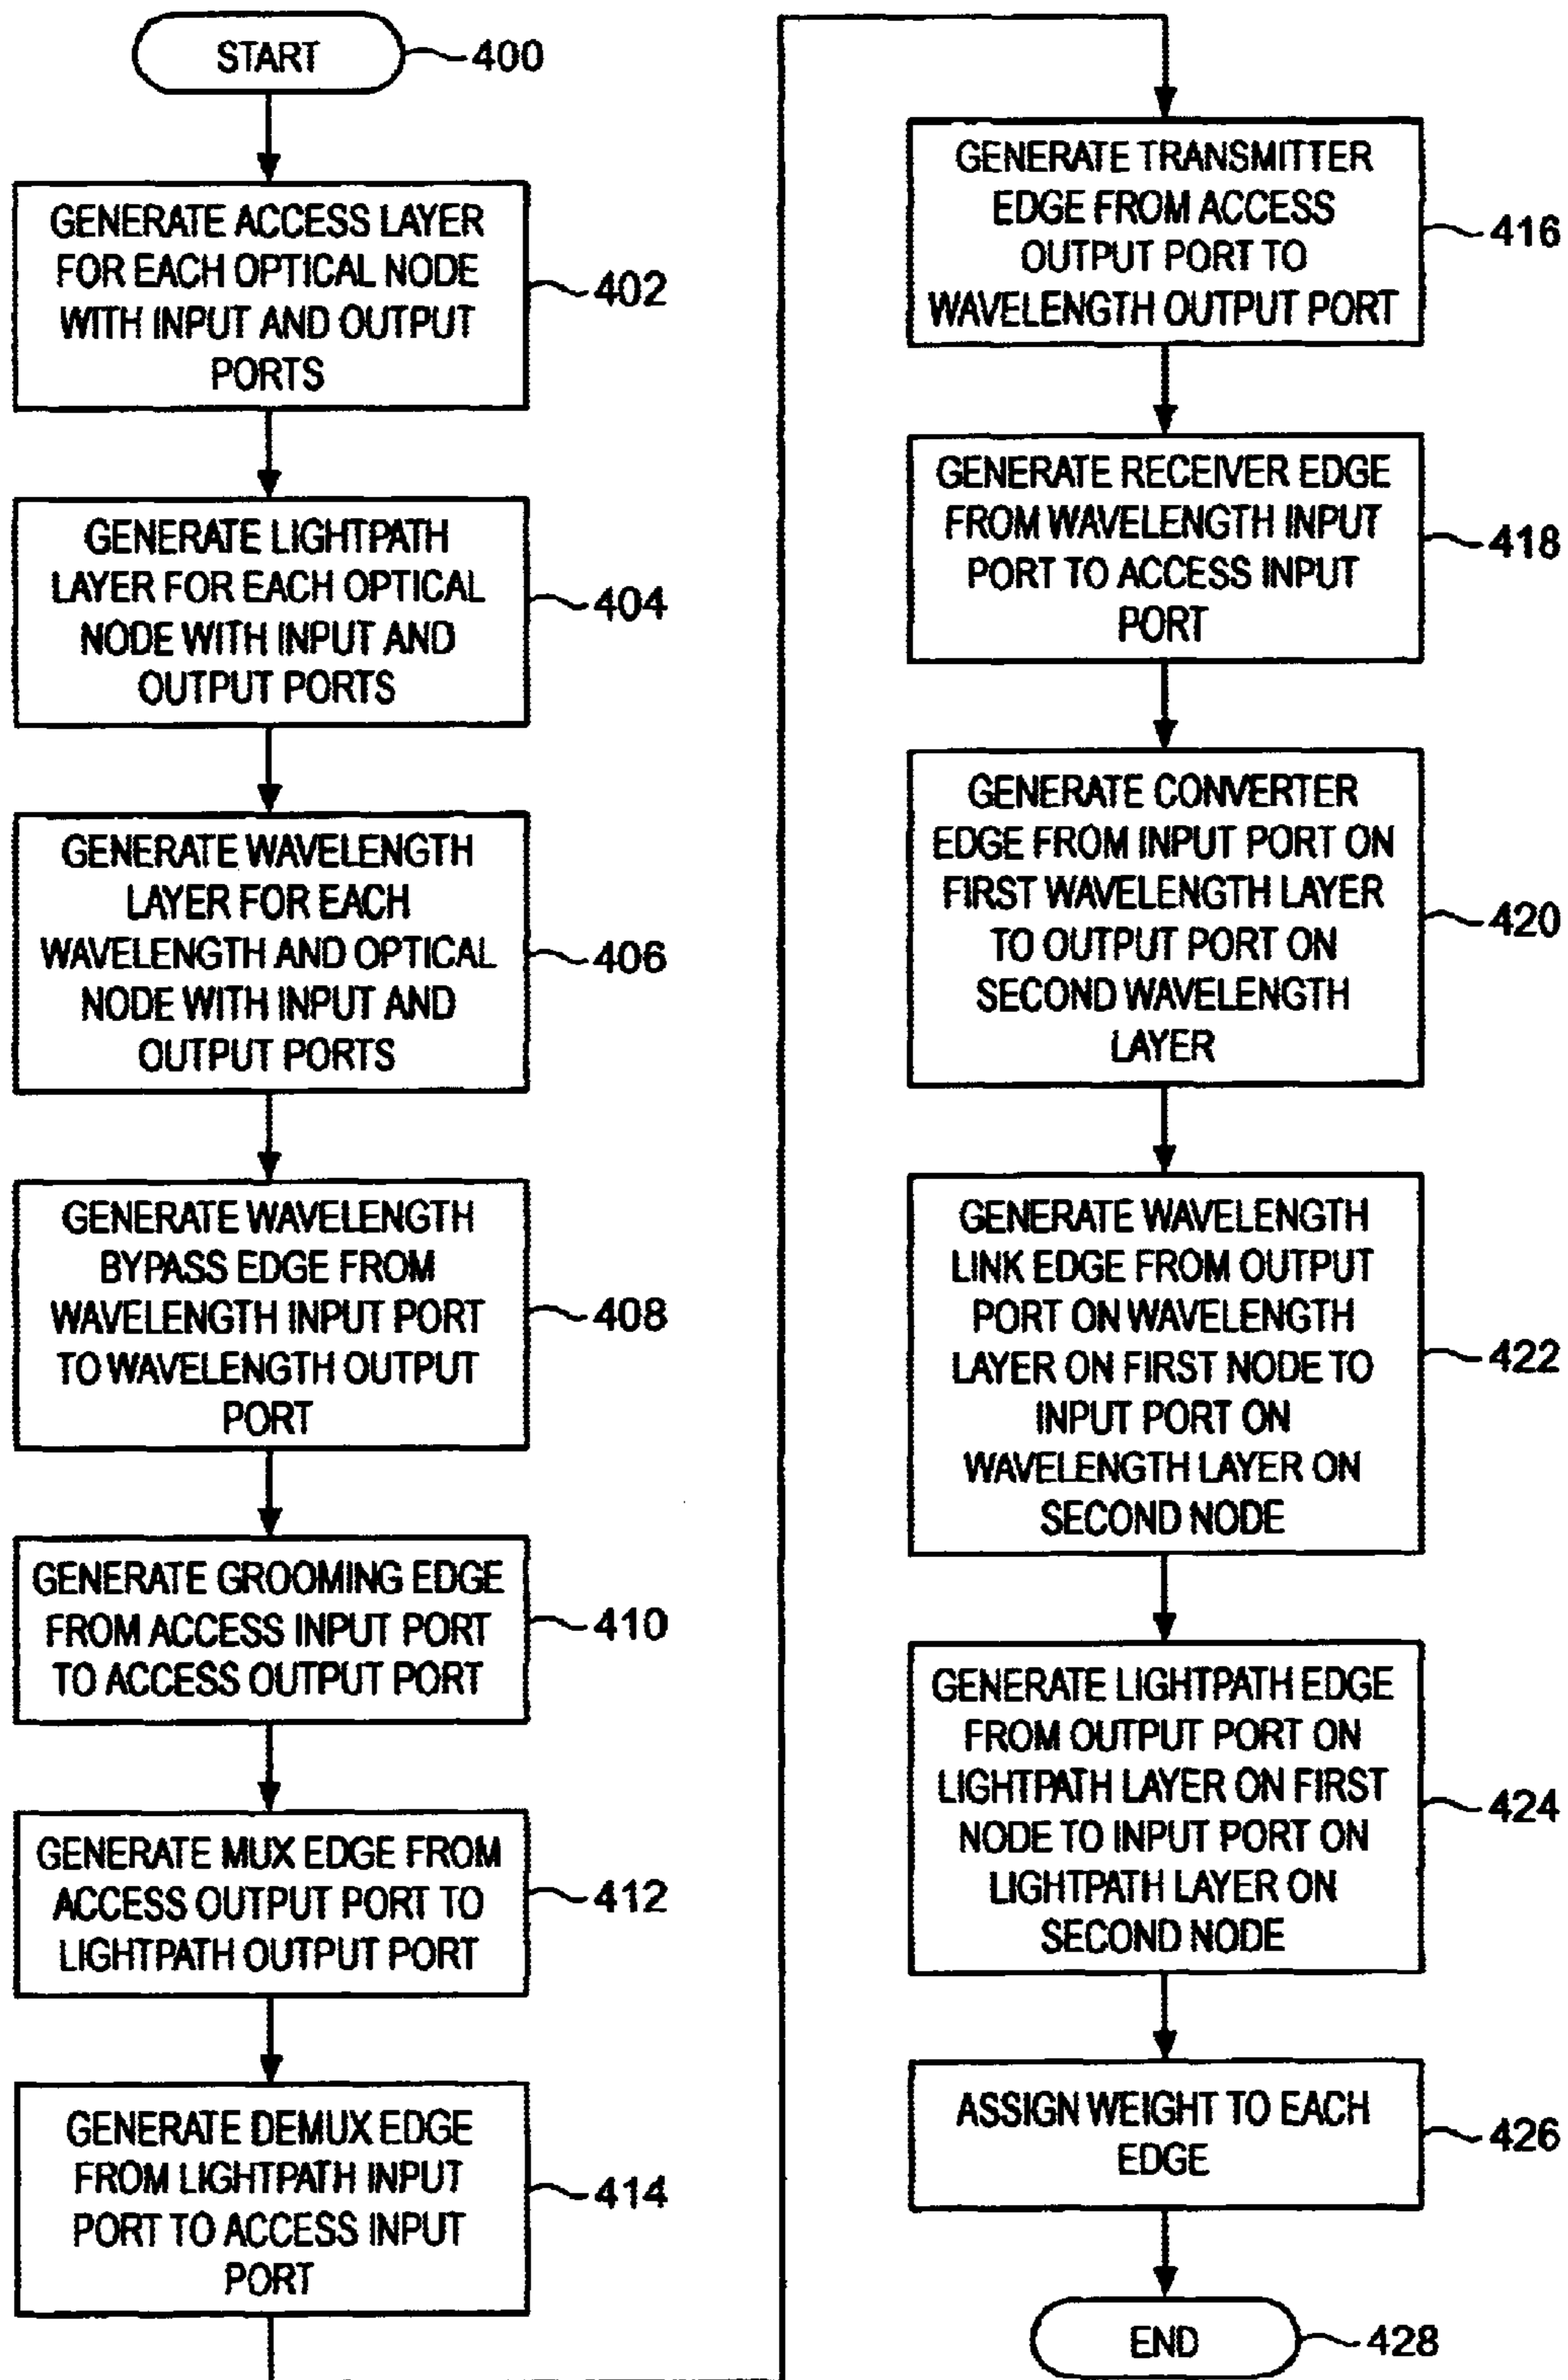 START
400
GENERATE ACCESS LAYER
FOR EACH OPTICAL NODE
WITH INPUT AND OUTPUT
PORTS
402
GENERATE LIGHTPATH
LAYER FOR EACH OPTICAL
NODE WITH INPUT AND
OUTPUT PORTS
404
GENERATE WAVELENGTH
LAYER FOR EACH
WAVELENGTH AND OPTICAL
NODE WITH INPUT AND
OUTPUT PORTS
406
GENERATE WAVELENGTH
BYPASS EDGE FROM
WAVELENGTH INPUT PORT
TO WAVELENGTH OUTPUT
PORT
408
GENERATE GROOMING EDGE
FROM ACCESS INPUT PORT
TO ACCESS OUTPUT PORT
410
GENERATE MUX EDGE FROM
ACCESS OUTPUT PORT TO
LIGHTPATH OUTPUT PORT
412
GENERATE DEMUX EDGE
FROM LIGHTPATH INPUT
PORT TO ACCESS INPUT
PORT
414
GENERATE TRANSMITTER
EDGE FROM ACCESS
OUTPUT PORT TO
WAVELENGTH OUTPUT PORT
416
GENERATE RECEIVER EDGE
FROM WAVELENGTH INPUT
PORT TO ACCESS INPUT
PORT
418
GENERATE CONVERTER
EDGE FROM INPUT PORT ON
FIRST WAVELENGTH LAYER
TO OUTPUT PORT ON
SECOND WAVELENGTH
LAYER
420
GENERATE WAVELENGTH
LINK EDGE FROM OUTPUT
PORT ON WAVELENGTH
LAYER ON FIRST NODE TO
INPUT PORT ON
WAVELENGTH LAYER ON
SECOND NODE
422
GENERATE LIGHTPATH EDGE
FROM OUTPUT PORT ON
LIGHTPATH LAYER ON FIRST
NODE TO INPUT PORT ON
LIGHTPATH LAYER ON
SECOND NODE
424
ASSIGN WEIGHT TO EACH
EDGE
426
END
428